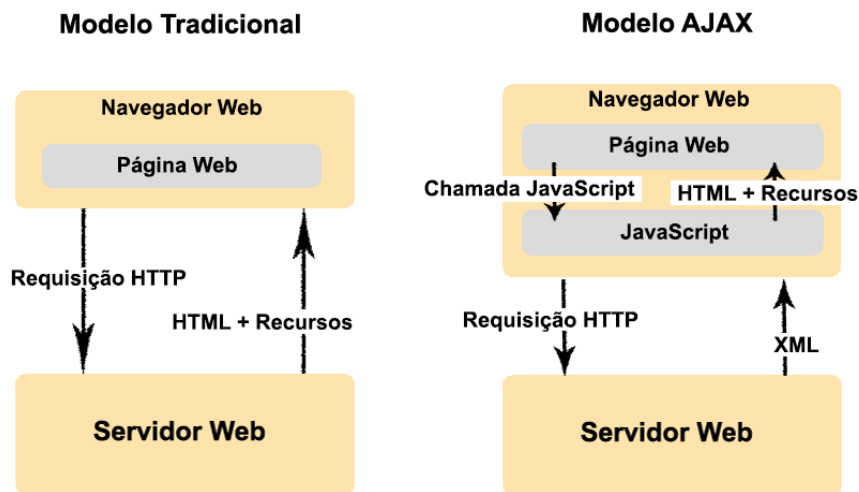 Modelo Tradicional
Navegador Web
Página Web
Requisição HTTP
HTML + Recursos
Servidor Web
Modelo AJAX
Navegador Web
Página Web
Chamada JavaScript
HTML + Recursos
JavaScript
Requisição HTTP
XML
Servidor Web